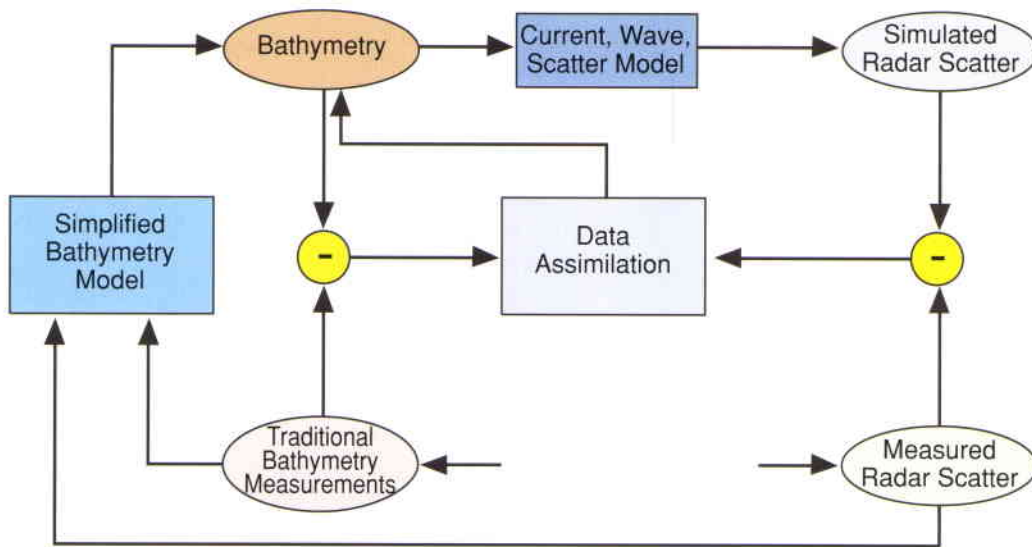 Bathymetry
Current, Wave,
Scatter Model
Simulated
Radar Scatter
Simplified
Bathymetry
Model
-
Data
Assimilation
-
Traditional
Bathymetry
Measurements
Measured
Radar Scatter